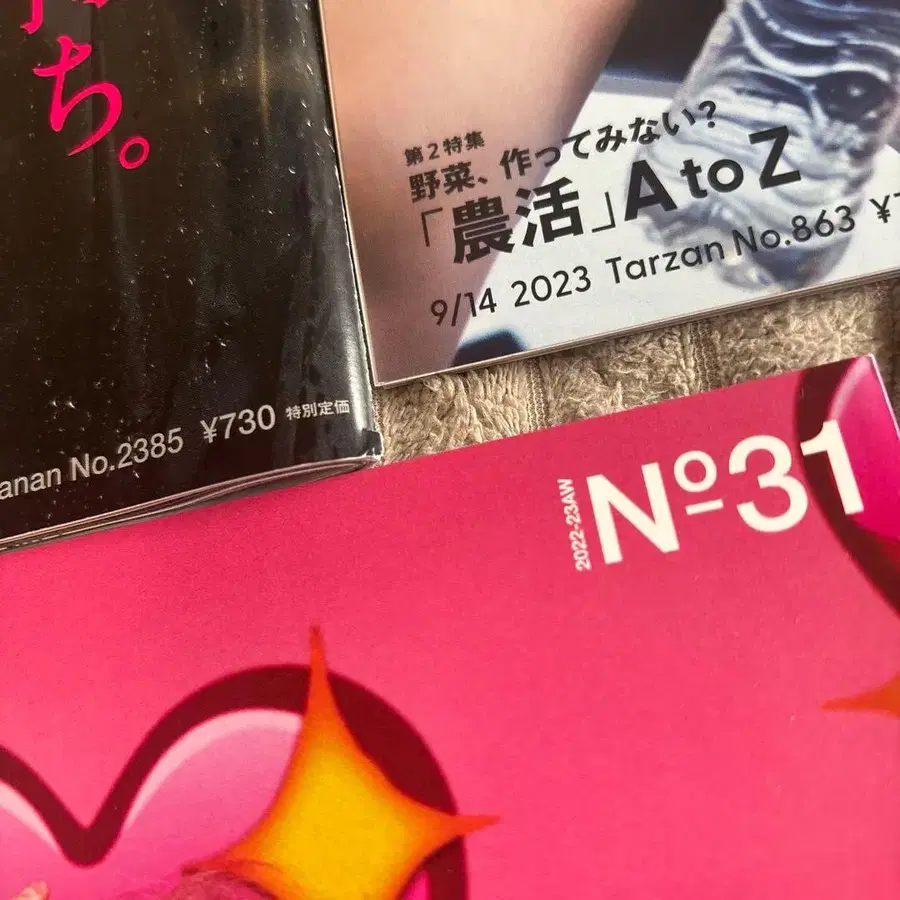 ち。
anan No.2385 ¥730 特別定価
第2特集
野菜、作ってみない?
「農活」A to Z
9/14 2023 Tarzan No.863 ¥
2022-23AW
Nº31